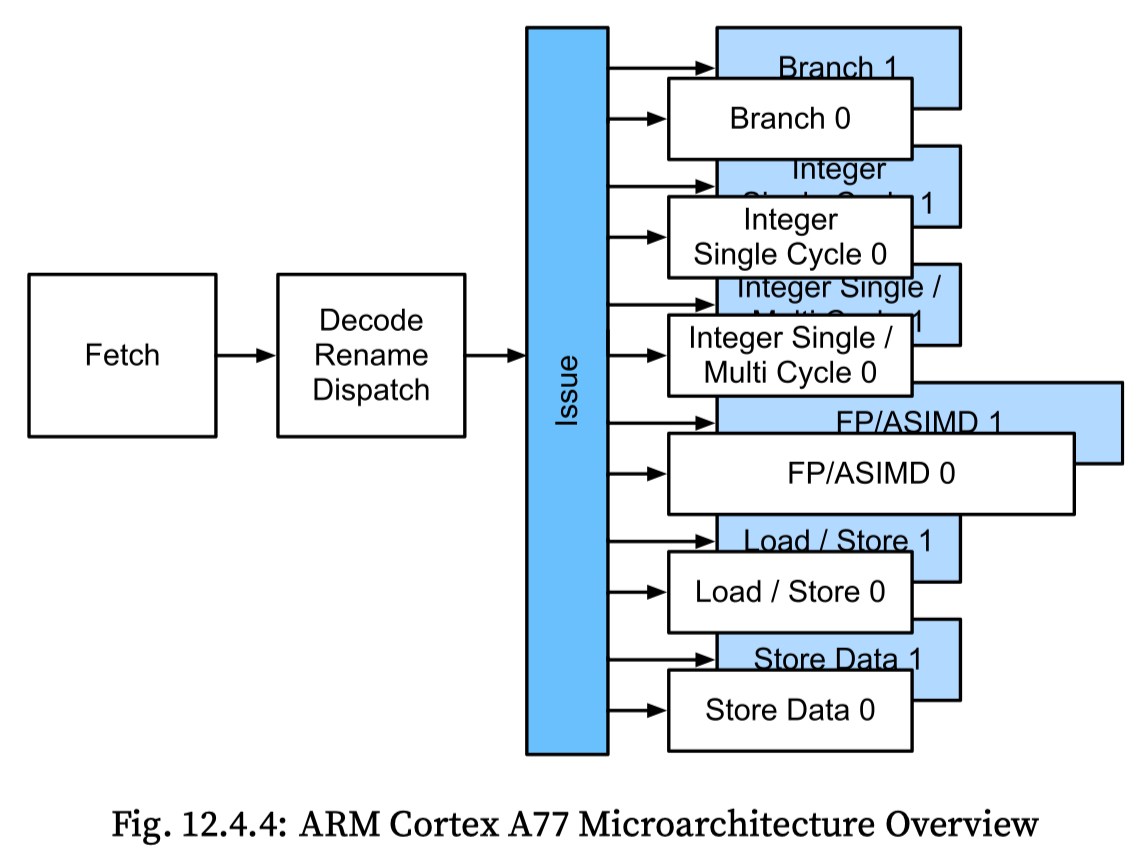 Branch 1
Branch 0
Integer
1
Integer
Single Cycle 0
Integer Single /
1
Integer Single /
Multi Cycle 0
Fetch
Decode
Rename
Dispatch
Issue
FP/ASIMD 1
FP/ASIMD 0
Load / Store 1
Load / Store 0
Store Data 1
Store Data 0
Fig. 12.4.4: ARM Cortex A77 Microarchitecture Overview